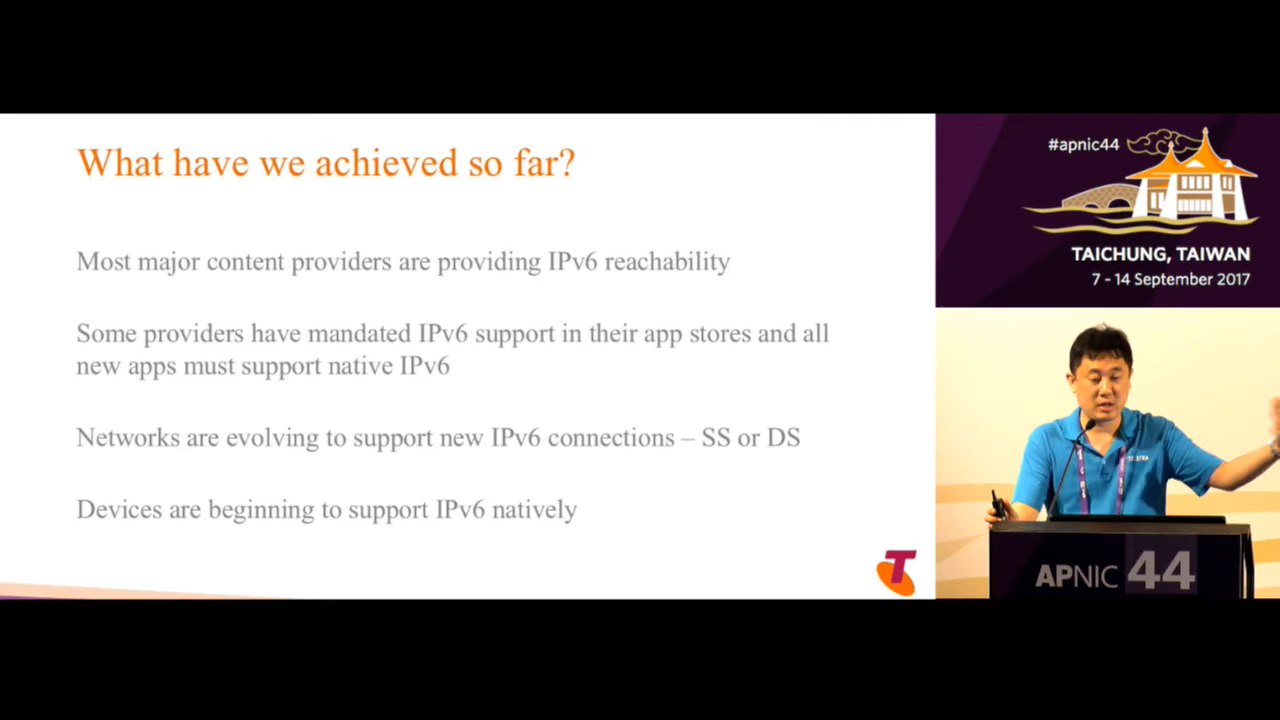 What have we achieved so far?
Most major content providers are providing IPv6 reachability
Some providers have mandated IPv6 support in their app stores and all
new apps must support native IPv6
Networks are evolving to support new IPv6 connections – SS or DS
Devices are beginning to support IPv6 natively
T
#apnic44
TAICHUNG, TAIWAN
7 - 14 September 2017
APNIC 44